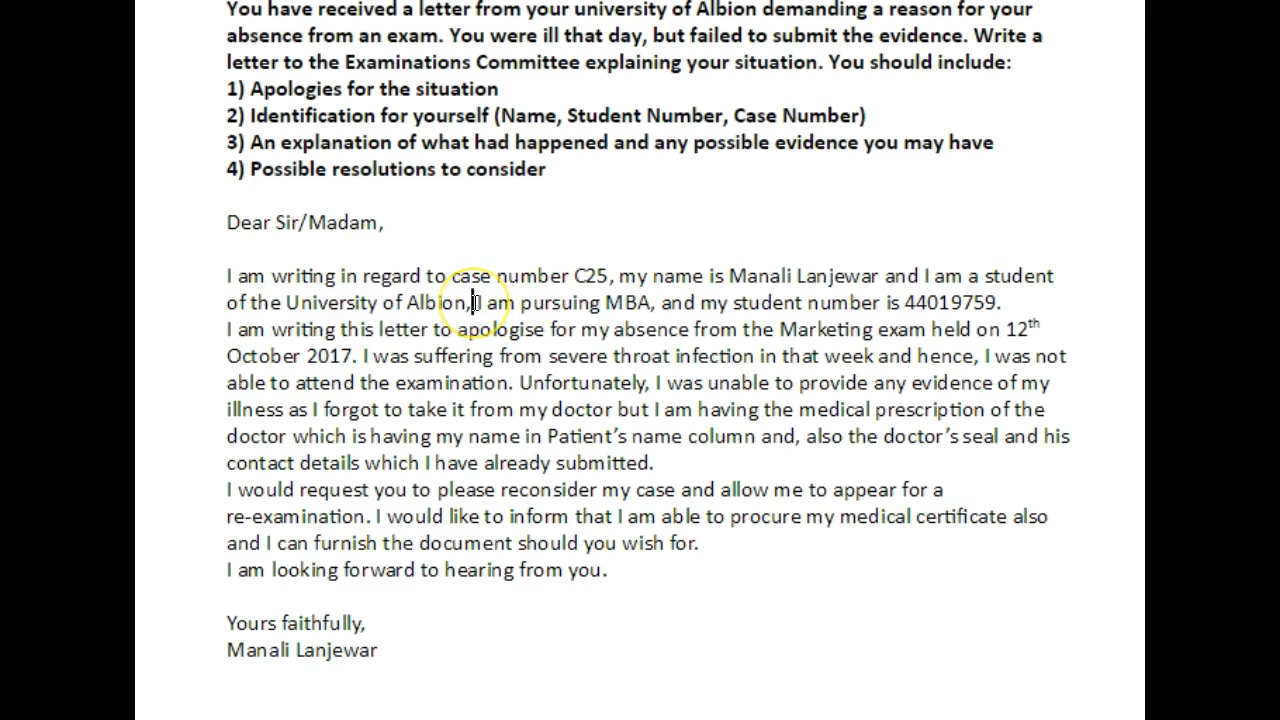 You have received a letter from your university of Albion demanding a reason for your
absence from an exam. You were ill that day, but failed to submit the evidence. Write a
letter to the Examinations Committee explaining your situation. You should include:
1) Apologies for the situation
2) Identification for yourself (Name, Student Number, Case Number)
3) An explanation of what had happened and any possible evidence you may have
4) Possible resolutions to consider
Dear Sir/Madam,
I am writing in regard to case number C25, my name is Manali Lanjewar and I am a student
of the University of Albion, I am pursuing MBA, and my student number is 44019759.
I am writing this letter to apologise for my absence from the Marketing exam held on 12th
October 2017. I was suffering from severe throat infection in that week and hence, I was not
able to attend the examination. Unfortunately, I was unable to provide any evidence of my
illness as I forgot to take it from my doctor but I am having the medical prescription of the
doctor which is having my name in Patient’s name column and, also the doctor’s seal and his
contact details which I have already submitted.
I would request you to please reconsider my case and allow me to appear for a
re-examination. I would like to inform that I am able to procure my medical certificate also
and I can furnish the document should you wish for.
I am looking forward to hearing from you.
Yours faithfully,
Manali Lanjewar